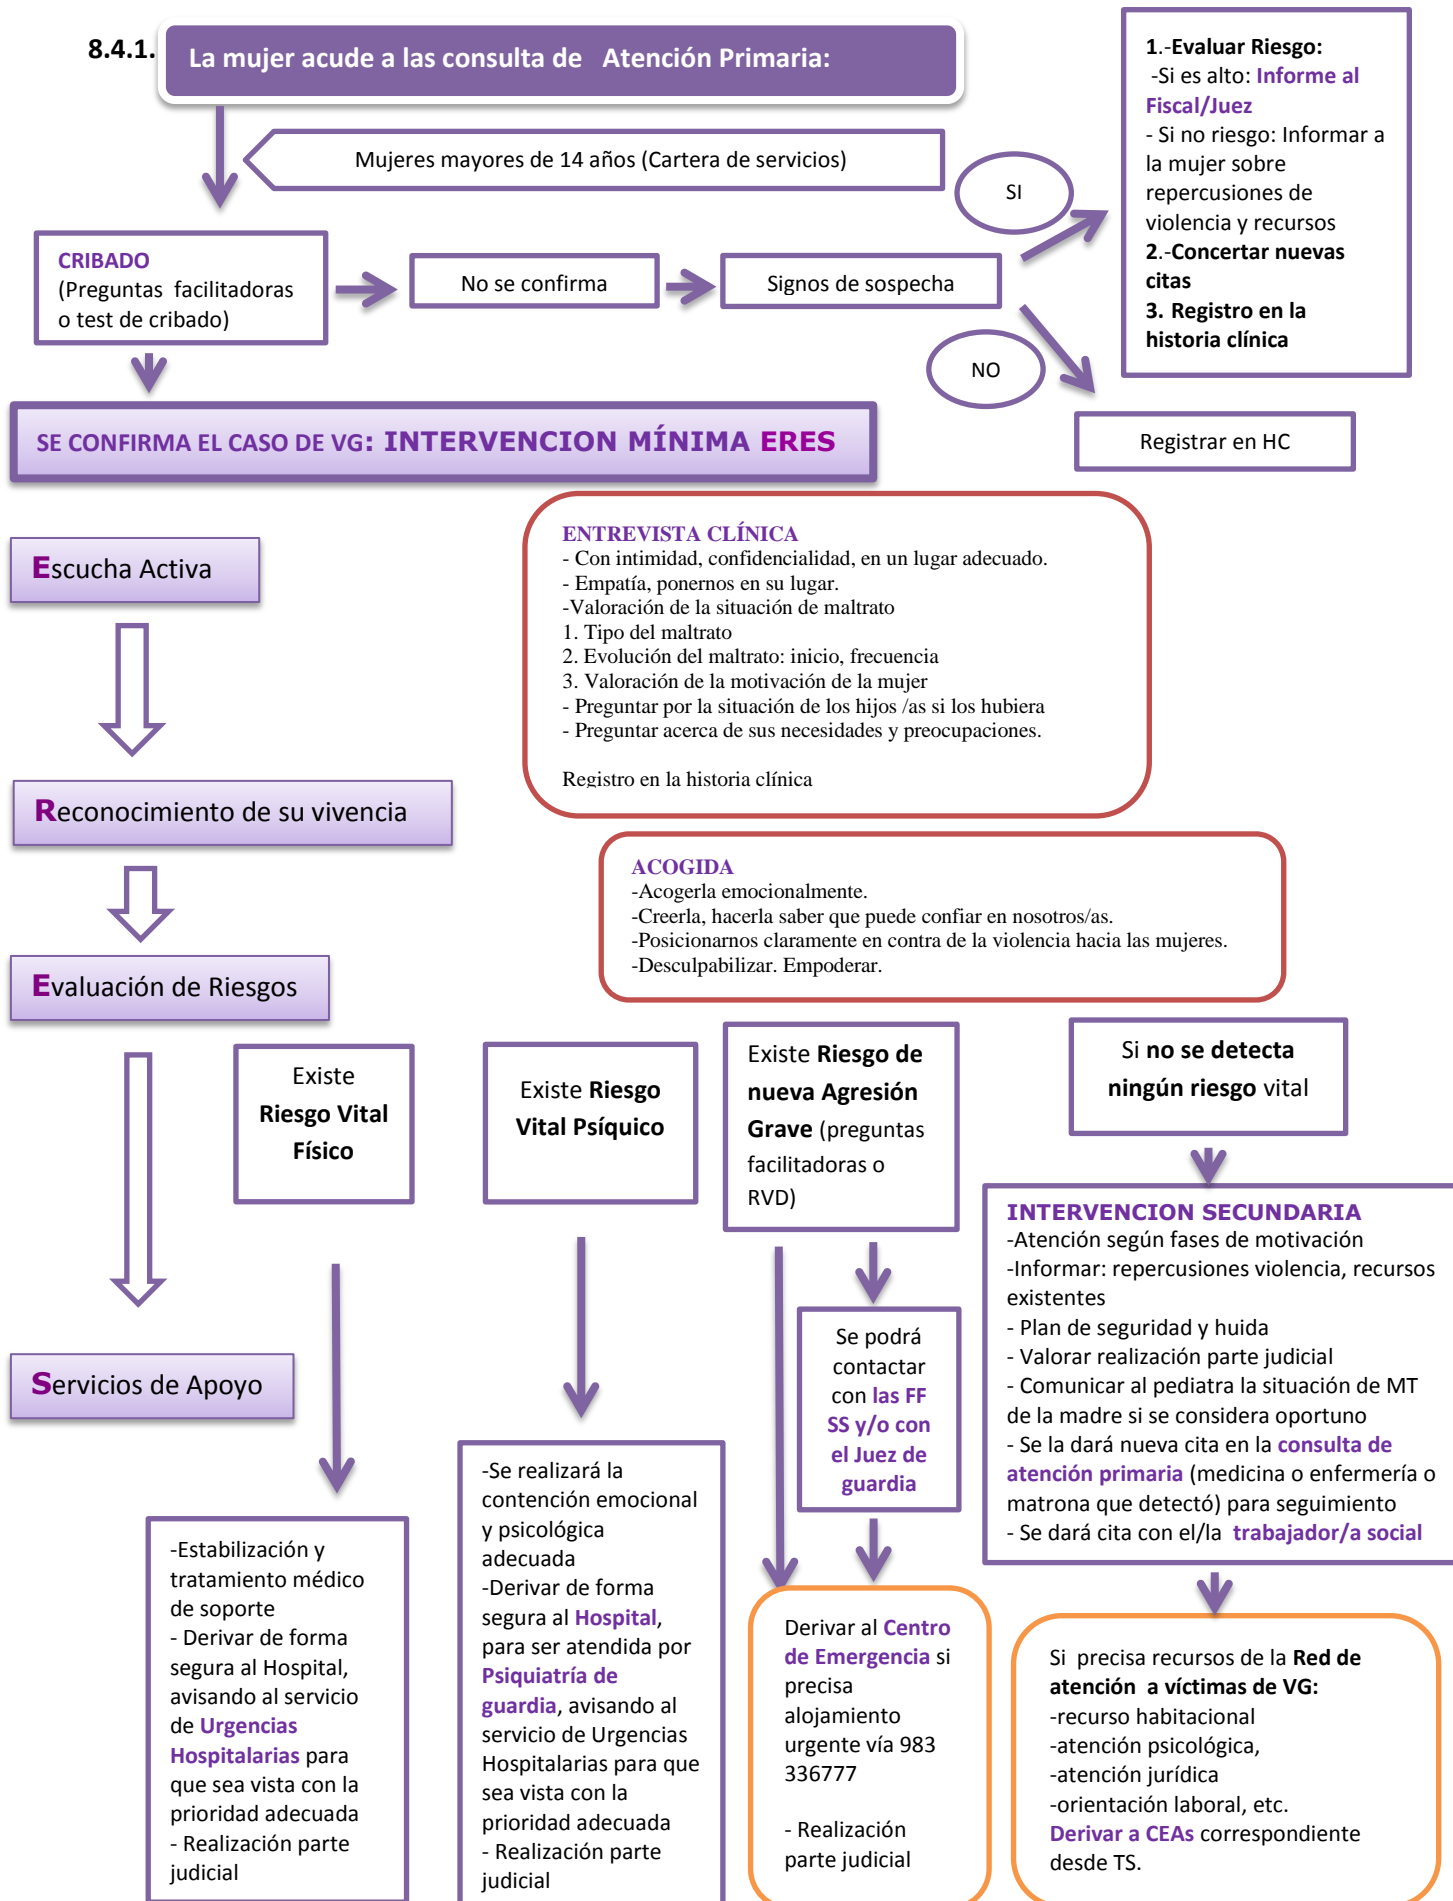 8.4.1.
La mujer acude a las consulta de Atención Primaria:
Mujeres mayores de 14 años (Cartera de servicios)
SI
1.-Evaluar Riesgo:
-Si es alto: Informe al
Fiscal/Juez
- Si no riesgo: Informar a
la mujer sobre
repercusiones de
violencia y recursos
2.-Concertar nuevas
citas
3. Registro en la
historia clínica
CRIBADO
(Preguntas facilitadoras
o test de cribado)
No se confirma
Signos de sospecha
NO
Registrar en HC
SE CONFIRMA EL CASO DE VG: INTERVENCION MÍNIMA ERES
Escucha Activa
ENTREVISTA CLÍNICA
- Con intimidad, confidencialidad, en un lugar adecuado.
- Empatía, ponernos en su lugar.
-Valoración de la situación de maltrato
1. Tipo del maltrato
2. Evolución del maltrato: inicio, frecuencia
3. Valoración de la motivación de la mujer
- Preguntar por la situación de los hijos /as si los hubiera
- Preguntar acerca de sus necesidades y preocupaciones.
Registro en la historia clínica
Reconocimiento de su vivencia
ACOGIDA
-Acogerla emocionalmente.
-Creerla, hacerla saber que puede confiar en nosotros/as.
-Posicionarnos claramente en contra de la violencia hacia las mujeres.
-Desculpabilizar. Empoderar.
Evaluación de Riesgos
Existe
Riesgo Vital
Físico
Existe Riesgo
Vital Psíquico
Existe Riesgo de
nueva Agresión
Grave (preguntas
facilitadoras o
RVD)
Si no se detecta
ningún riesgo vital
INTERVENCION SECUNDARIA
-Atención según fases de motivación
-Informar: repercusiones violencia, recursos
existentes
- Plan de seguridad y huida
- Valorar realización parte judicial
- Comunicar al pediatra la situación de MT
de la madre si se considera oportuno
- Se la dará nueva cita en la consulta de
atención primaria (medicina o enfermería o
matrona que detectó) para seguimiento
- Se dará cita con el/la trabajador/a social
Se podrá
contactar
con las FF
SS y/o con
el Juez de
guardia
Servicios de Apoyo
-Estabilización y
tratamiento médico
de soporte
- Derivar de forma
segura al Hospital,
avisando al servicio
de Urgencias
Hospitalarias para
que sea vista con la
prioridad adecuada
- Realización parte
judicial
-Se realizará la
contención emocional
y psicológica
adecuada
-Derivar de forma
segura al Hospital,
para ser atendida por
Psiquiatría de
guardia, avisando al
servicio de Urgencias
Hospitalarias para que
sea vista con la
prioridad adecuada
- Realización parte
judicial
Derivar al Centro
de Emergencia si
precisa
alojamiento
urgente vía 983
336777
- Realización
parte judicial
Si precisa recursos de la Red de
atención a víctimas de VG:
-recurso habitacional
-atención psicológica,
-atención jurídica
-orientación laboral, etc.
Derivar a CEAs correspondiente
desde TS.